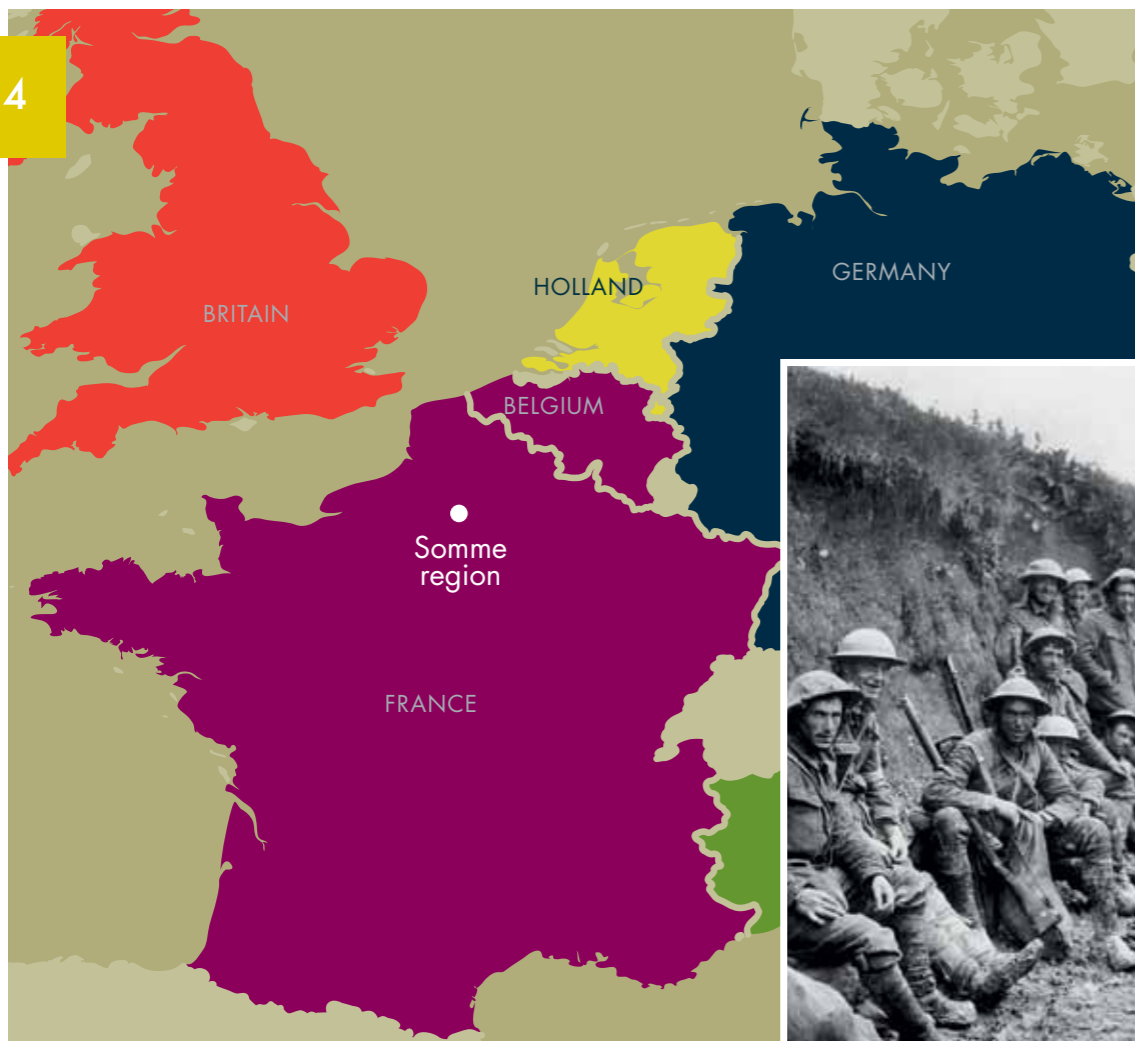 4
BRITAIN
HOLLAND
GERMANY
BELGIUM
Somme
region
FRANCE